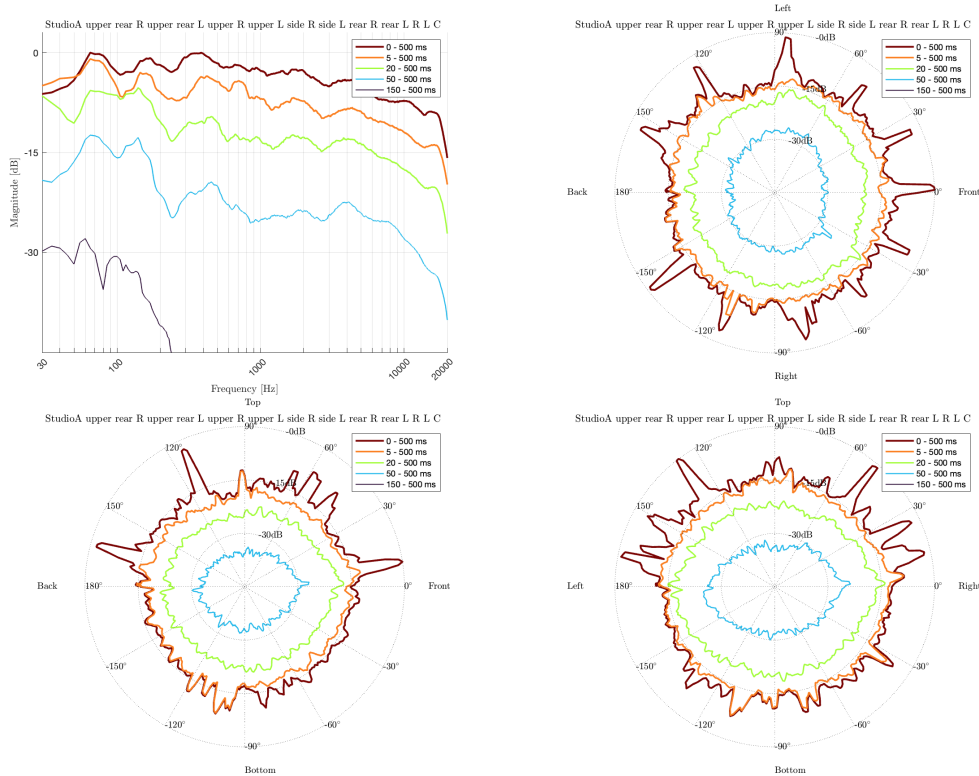 StudioA upper rear R upper rear L upper R upper L side R side L rear R rear L R L C
0
-15
-30
Magnitude [dB]
30
100
1000
10000
20000
Frequency [Hz]
0 - 500 ms
5 - 500 ms
20 - 500 ms
50 - 500 ms
150 - 500 ms
Left
StudioA upper rear R upper rear L upper R upper L side R side L rear R rear L R L C
90°
-0dB
120°
60°
-15dB
150°
30°
-30dB
Back
180°
0°
Front
-150°
-30°
-120°
-60°
-90°
Right
0 - 500 ms
5 - 500 ms
20 - 500 ms
50 - 500 ms
150 - 500 ms
Top
StudioA upper rear R upper rear L upper R upper L side R side L rear R rear L R L C
90°
-0dB
120°
60°
-15dB
150°
30°
-30dB
Back
180°
0°
Front
-150°
-30°
-120°
-60°
-90°
Bottom
0 - 500 ms
5 - 500 ms
20 - 500 ms
50 - 500 ms
150 - 500 ms
Top
StudioA upper rear R upper rear L upper R upper L side R side L rear R rear L R L C
90°
-0dB
120°
60°
-15dB
150°
30°
-30dB
Left
180°
0°
Right
-150°
-30°
-120°
-60°
-90°
Bottom
0 - 500 ms
5 - 500 ms
20 - 500 ms
50 - 500 ms
150 - 500 ms